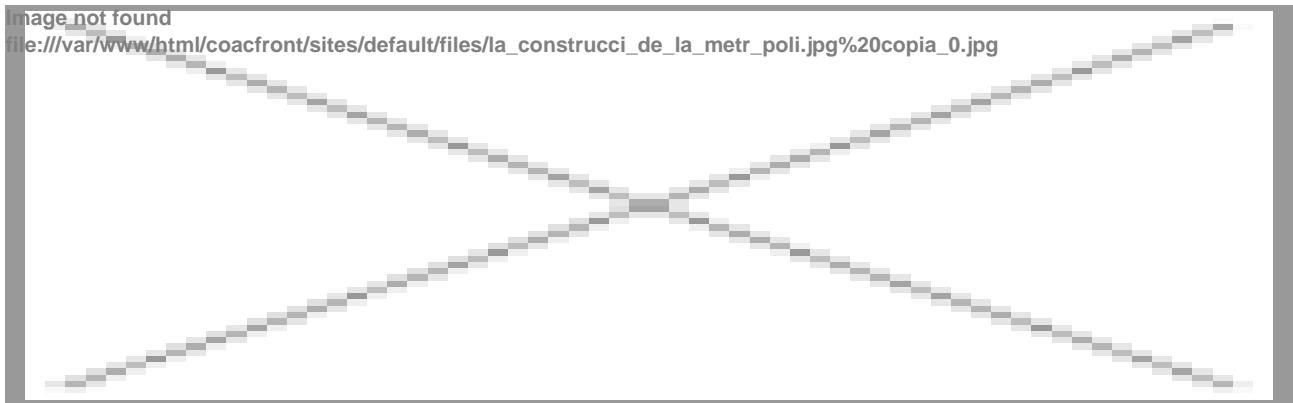 Image not found
file:///var/www/html/coacfront/sites/default/files/la_construcci_de_la_metr_poli.jpg%20copia_0.jpg